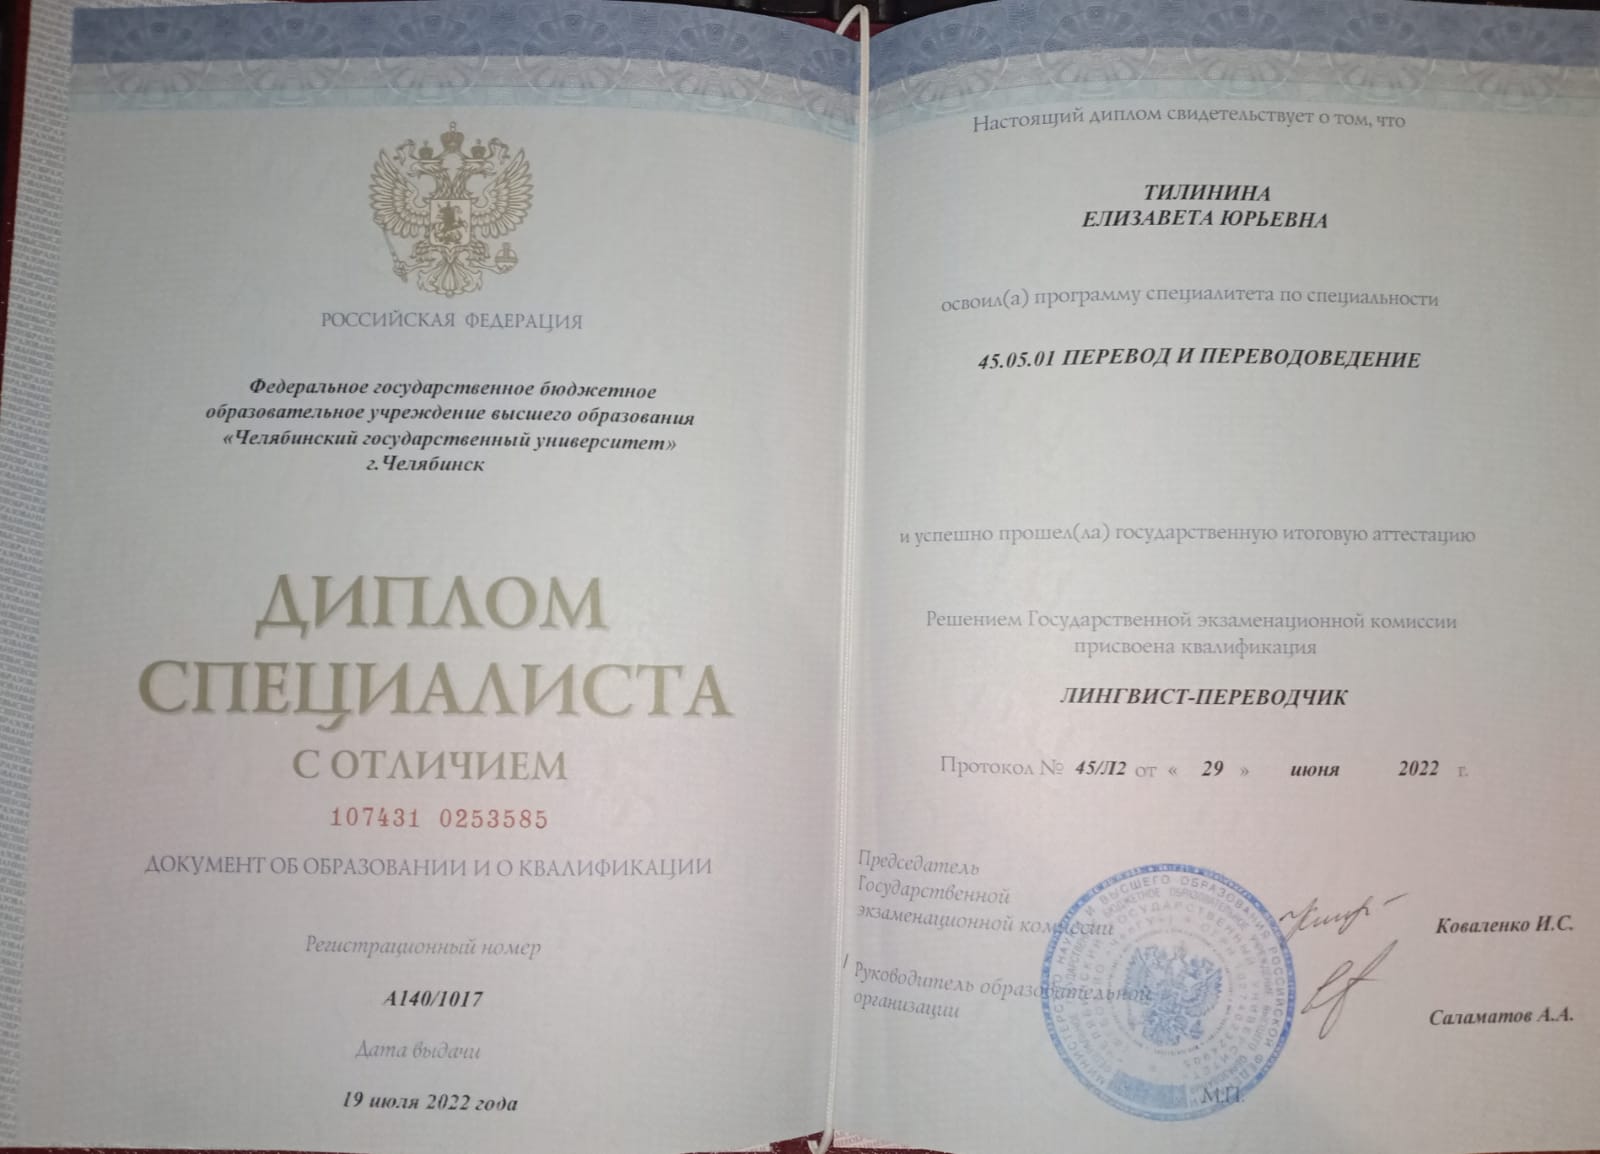 РОССИЙСКАЯ ФЕДЕРАЦИЯ
Федеральное государственное бюджетное
образовательное учреждение высшего образования
«Челябинский государственный университет»
г.Челябинск
ДИПЛОМ
СПЕЦИАЛИСТА
С ОТЛИЧИЕМ
107431 0253585
ДОКУМЕНТ ОБ ОБРАЗОВАНИИ И О КВАЛИФИКАЦИИ
Регистрационный номер
А140/1017
Дата выдачи
19 июля 2022 года
Настоящий диплом свидетельствует о том, что
ТИЛИНИНА
ЕЛИЗАВЕТА ЮРЬЕВНА
освоил(а) программу специалитета по специальности
45.05.01 ПЕРЕВОД И ПЕРЕВОДОВЕДЕНИЕ
и успешно прошел(ла) государственную итоговую аттестацию
Решением Государственной экзаменационной комиссии
присвоена квалификация
ЛИНГВИСТ-ПЕРЕВОДЧИК
Протокол № 45/Л2 от « 29 » июня 2022 г.
Председатель
Государственной
экзаменационной комиссии
Коваленко И.С.
Руководитель образовательной
организации
Саламатов А.А.
М.П.